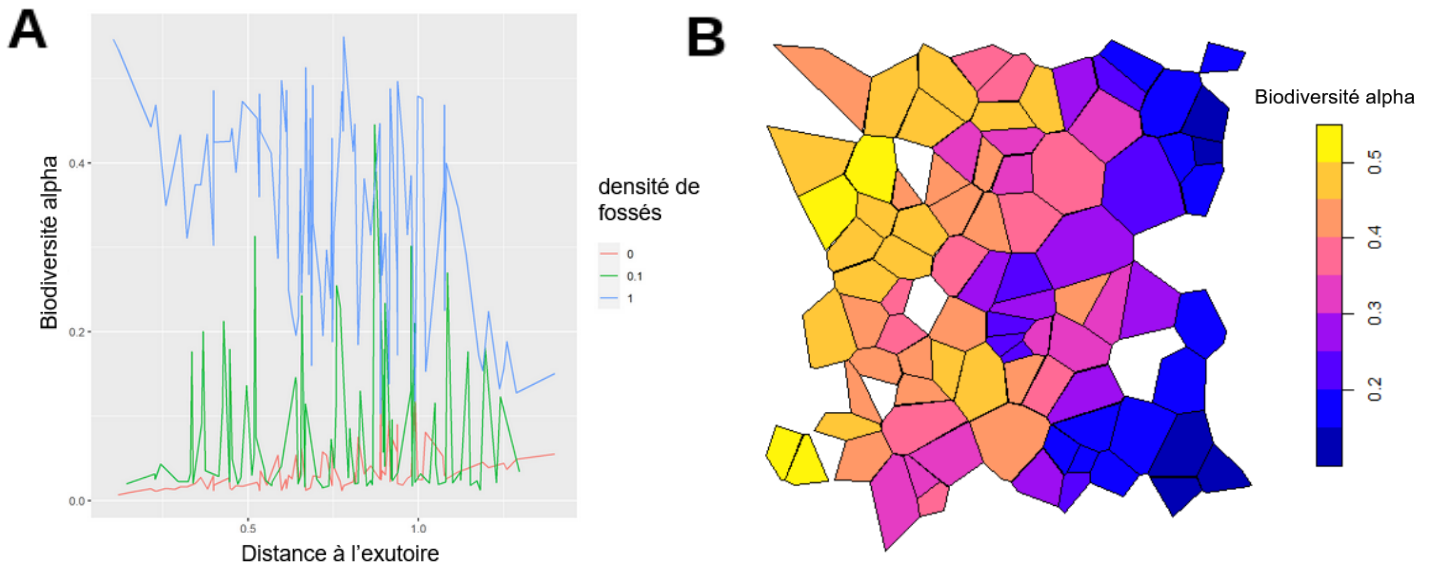 A
Biodiversité alpha
0.4
0.2
0.0
0.5
1.0
Distance à l'exutoire
densité de
fossés
0
0.1
1
B
Biodiversité alpha
0.5
0.4
0.3
0.2